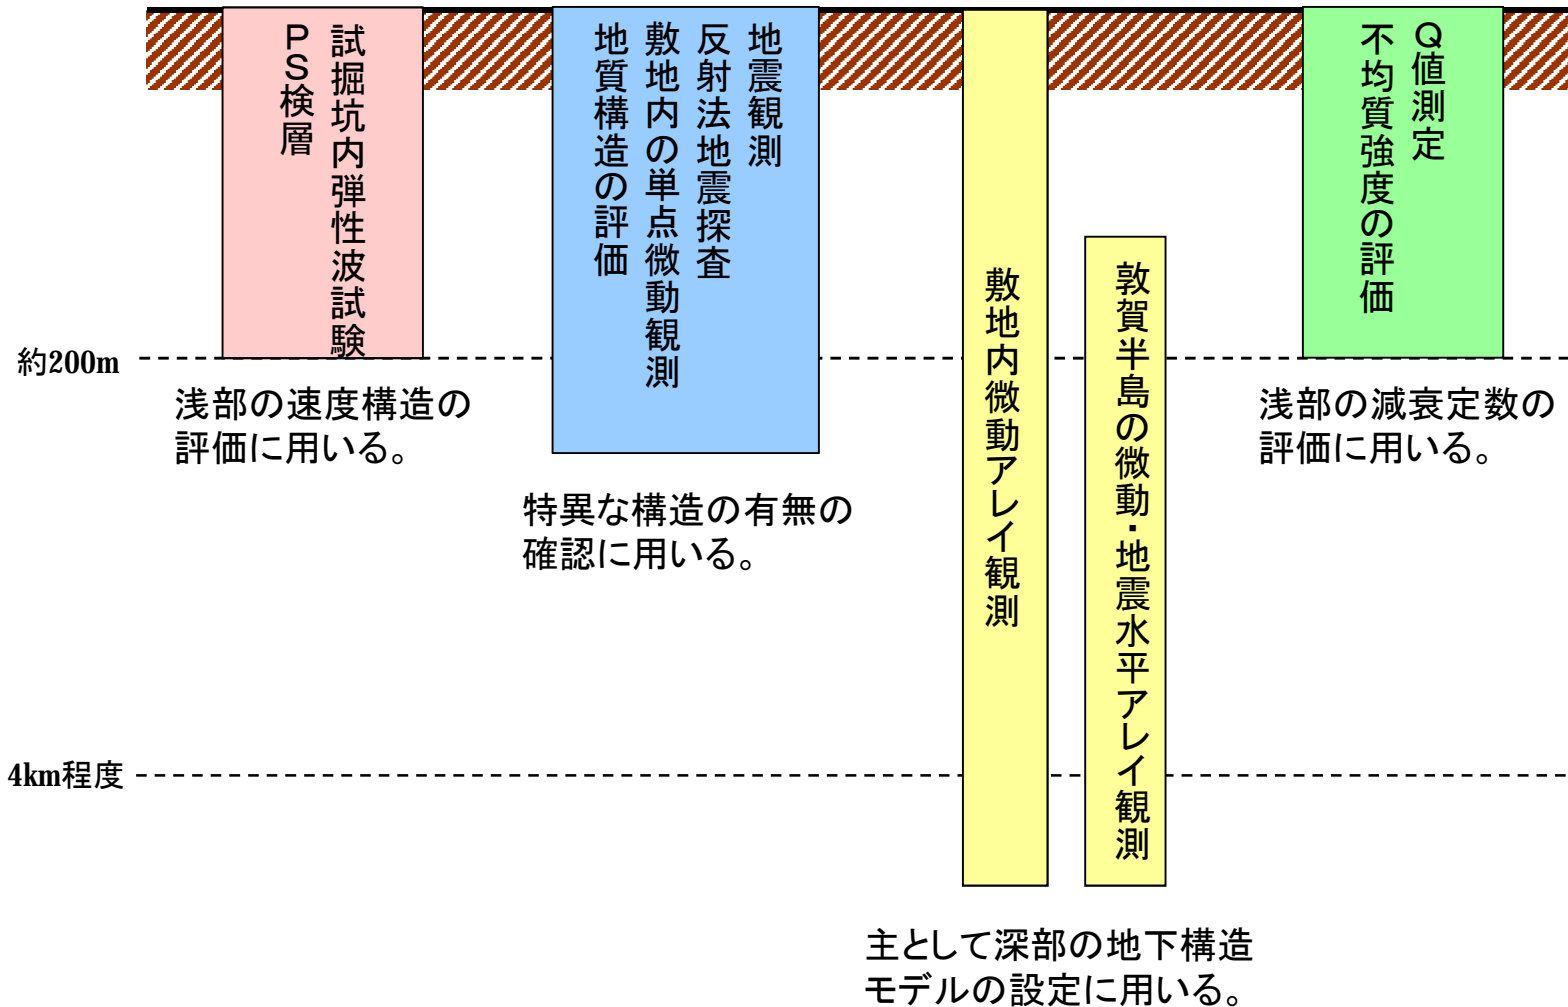 試掘坑内弾性波試験
ＰＳ検層
地震観測
反射法地震探査
敷地内の単点微動観測
地質構造の評価
敷地内微動アレイ観測
敦賀半島の微動・地震水平アレイ観測
Ｑ値測定
不均質強度の評価
約200m
浅部の速度構造の
評価に用いる。
特異な構造の有無の
確認に用いる。
浅部の減衰定数の
評価に用いる。
4km程度
主として深部の地下構造
モデルの設定に用いる。